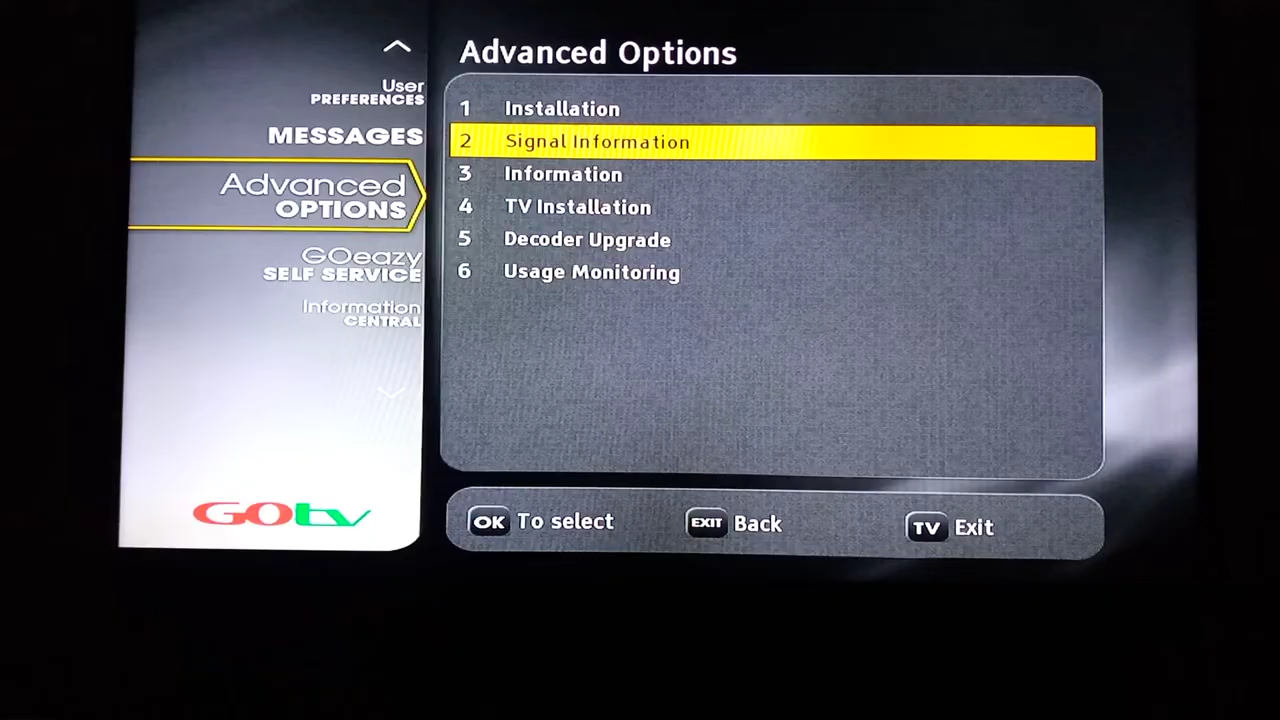 User
PREFERENCES
MESSAGES
Advanced
OPTIONS
GOeazy
SELF SERVICE
Information
CENTRAL
GOtv
Advanced Options
1 Installation
2 Signal Information
3 Information
4 TV Installation
5 Decoder Upgrade
6 Usage Monitoring
OK To select EXIT Back TV Exit